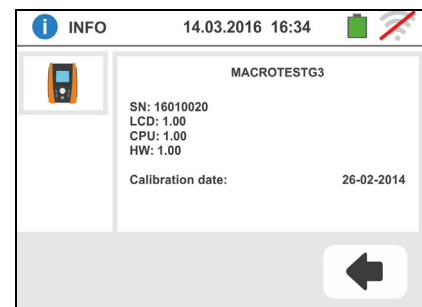 INFO 14.03.2016 16:34
MACROTESTG3
SN: 16010020
LCD: 1.00
CPU: 1.00
HW: 1.00
Calibration date: 26-02-2014